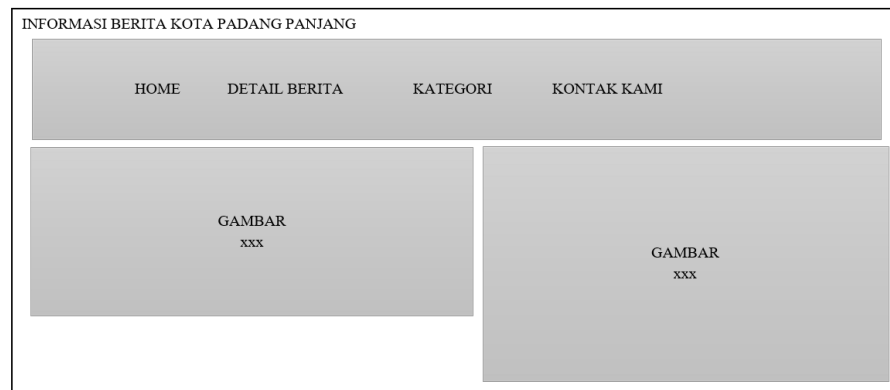 INFORMASI BERITA KOTA PADANG PANJANG
HOME DETAIL BERITA KATEGORI KONTAK KAMI
GAMBAR
xxx
GAMBAR
xxx